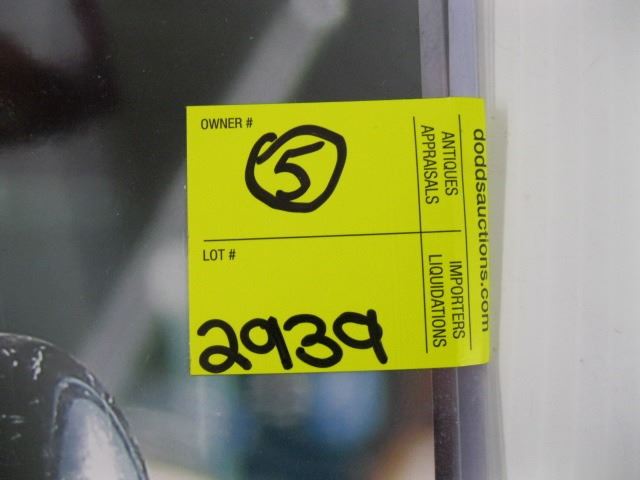 OWNER #
5
LOT #
2939
ANTIQUES
APPRAISALS
IMPORTERS
LIQUIDATIONS
doddsauctions.com